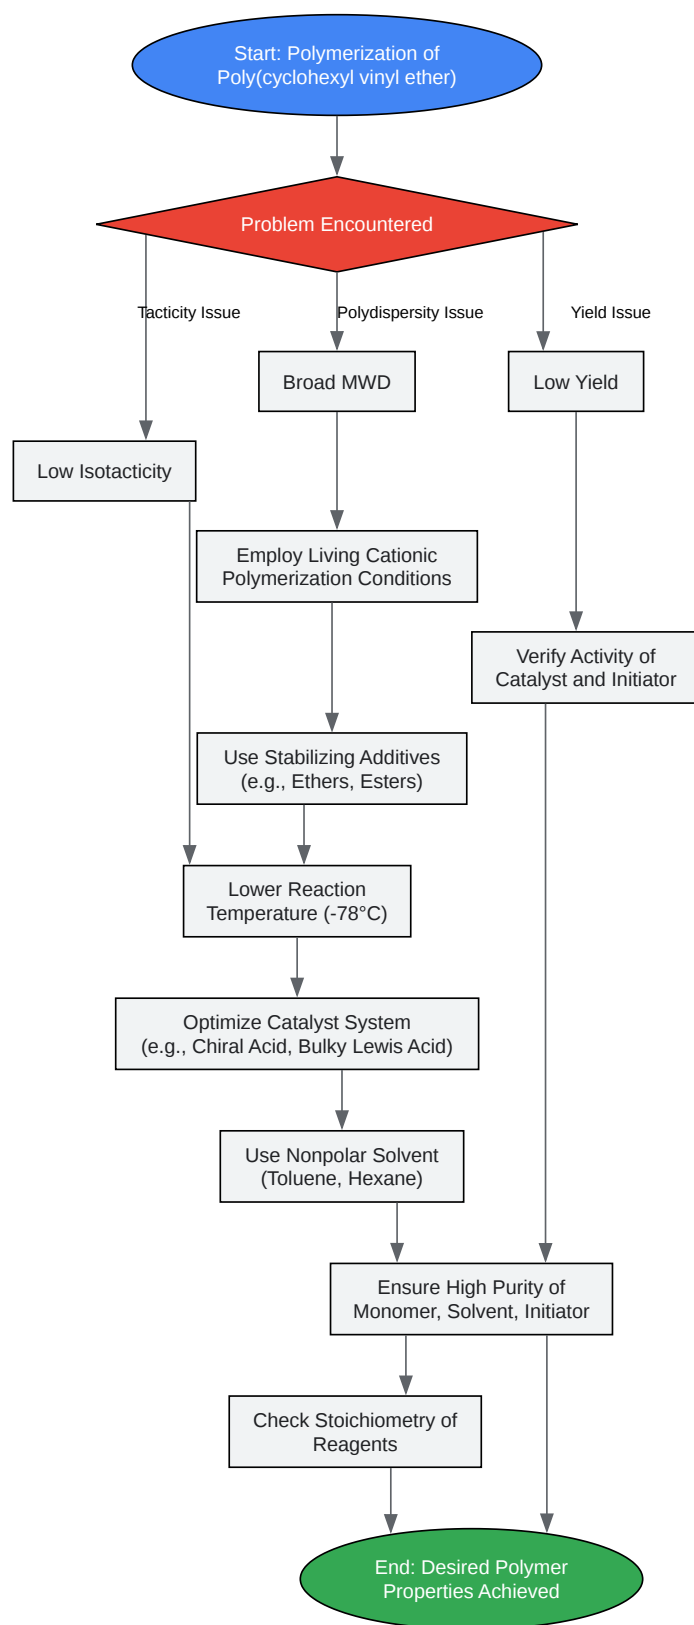 Start: Polymerization of
Poly(cyclohexyl vinyl ether)
Problem Encountered
Tacticity Issue
Polydispersity Issue
Yield Issue
Broad MWD
Low Yield
Low Isotacticity
Employ Living Cationic
Polymerization Conditions
Verify Activity of
Catalyst and Initiator
Use Stabilizing Additives
(e.g., Ethers, Esters)
Lower Reaction
Temperature (-78°C)
Optimize Catalyst System
(e.g., Chiral Acid, Bulky Lewis Acid)
Use Nonpolar Solvent
(Toluene, Hexane)
Ensure High Purity of
Monomer, Solvent, Initiator
Check Stoichiometry of
Reagents
End: Desired Polymer
Properties Achieved